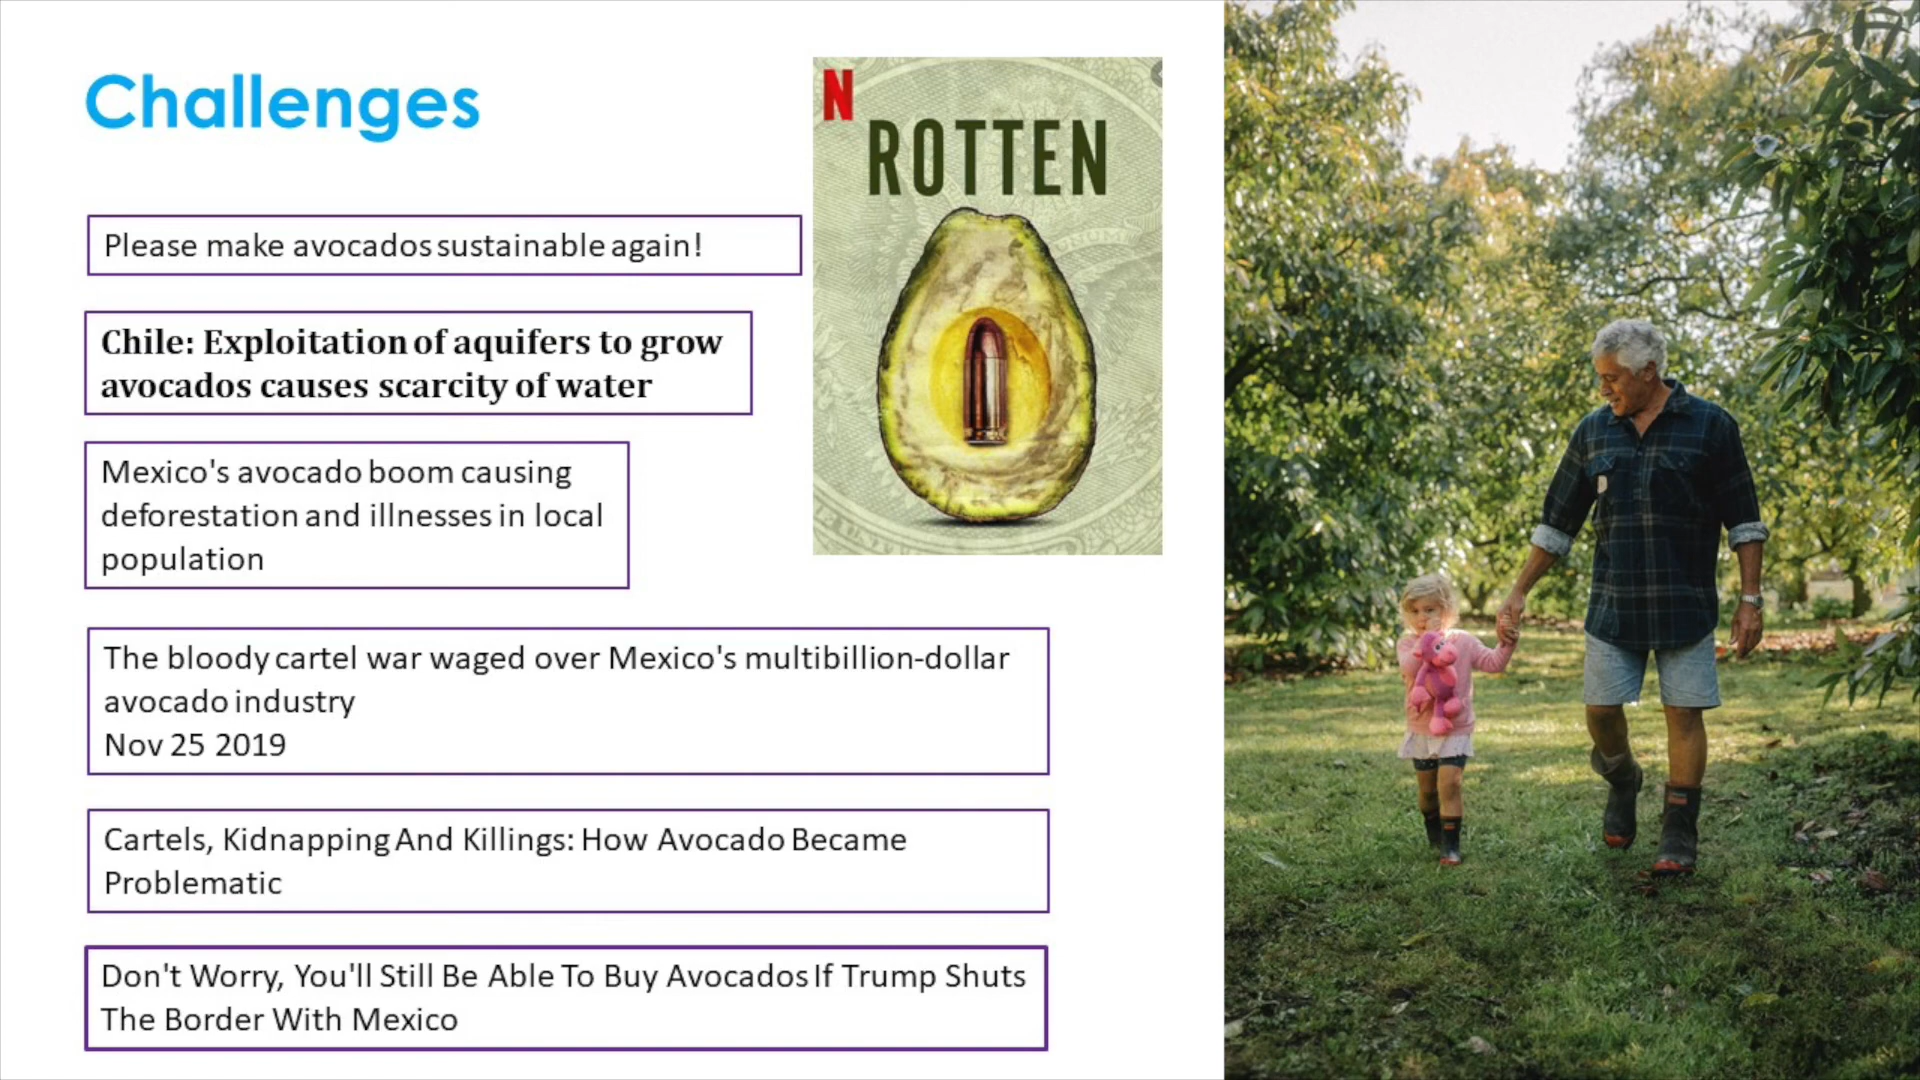 Challenges
N
ROTTEN
Please make avocados sustainable again!
Chile: Exploitation of aquifers to grow
avocados causes scarcity of water
Mexico's avocado boom causing
deforestation and illnesses in local
population
The bloody cartel war waged over Mexico's multibillion-dollar
avocado industry
Nov 25 2019
Cartels, Kidnapping And Killings: How Avocado Became
Problematic
Don't Worry, You'll Still Be Able To Buy Avocados If Trump Shuts
The Border With Mexico